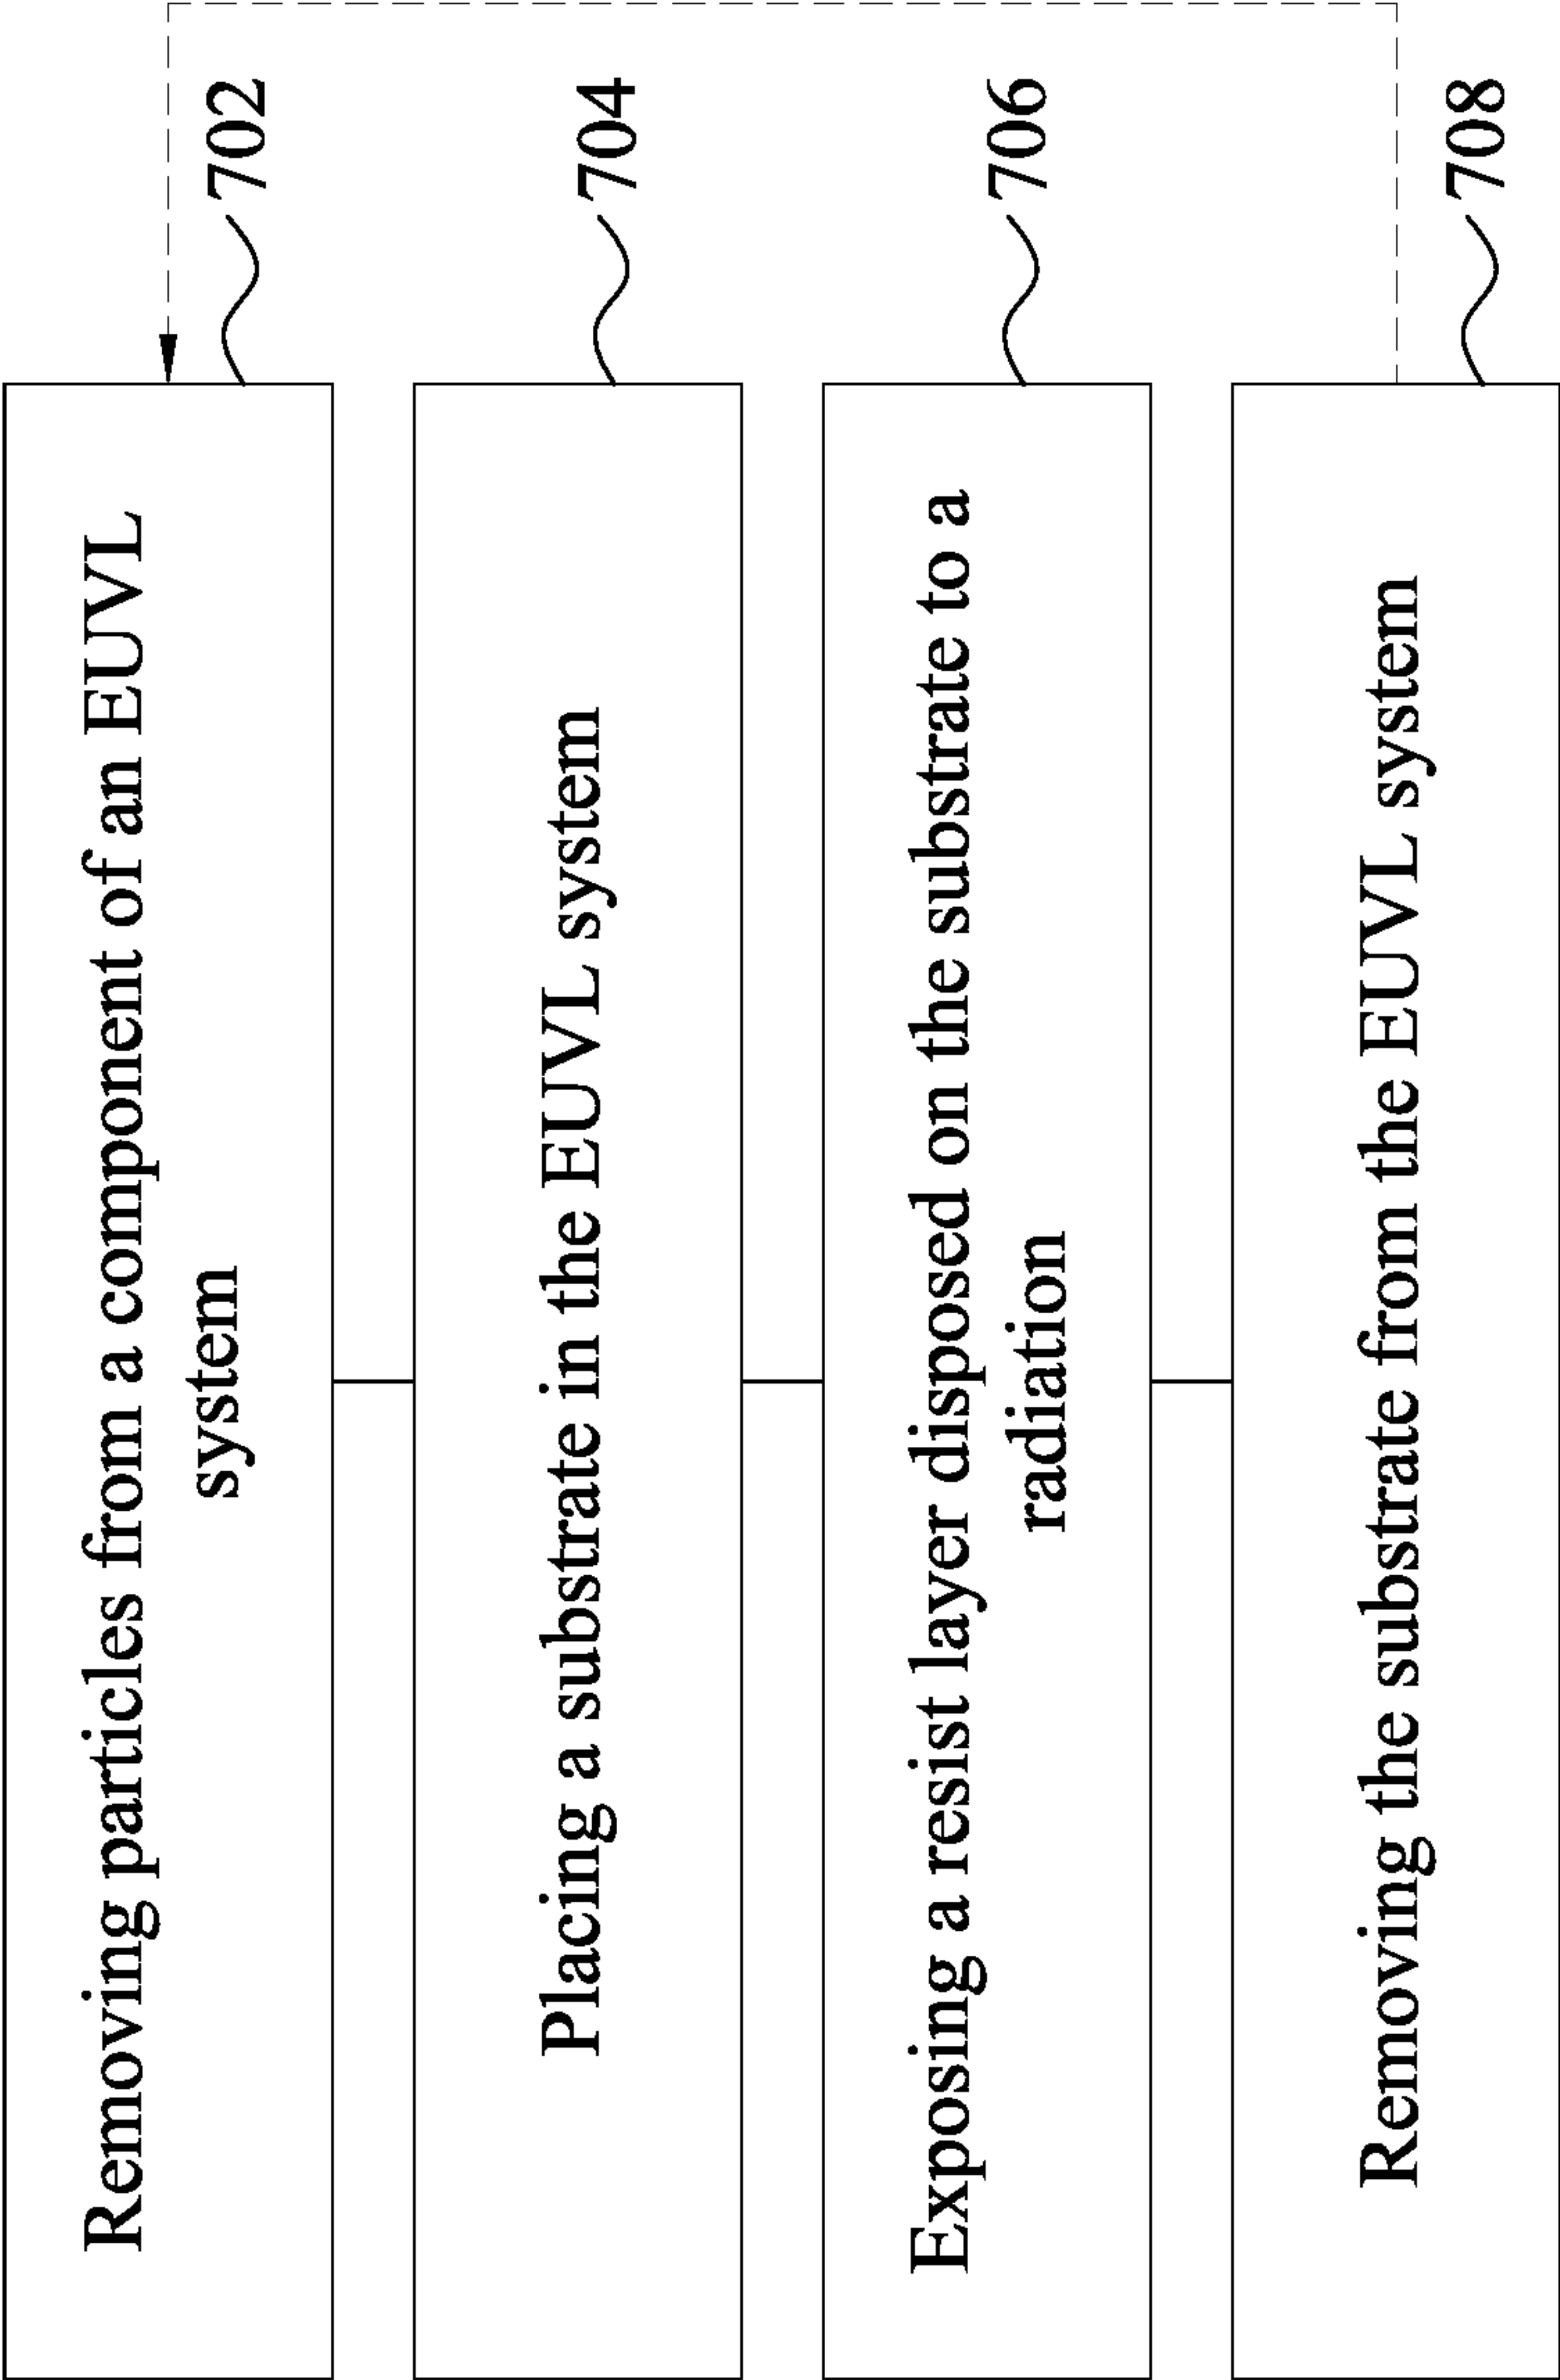 Removing particles from a component of an EUVL
system
702
Placing a substrate in the EUVL system
704
Exposing a resist layer disposed on the substrate to a
radiation
706
Removing the substrate from the EUVL system
708